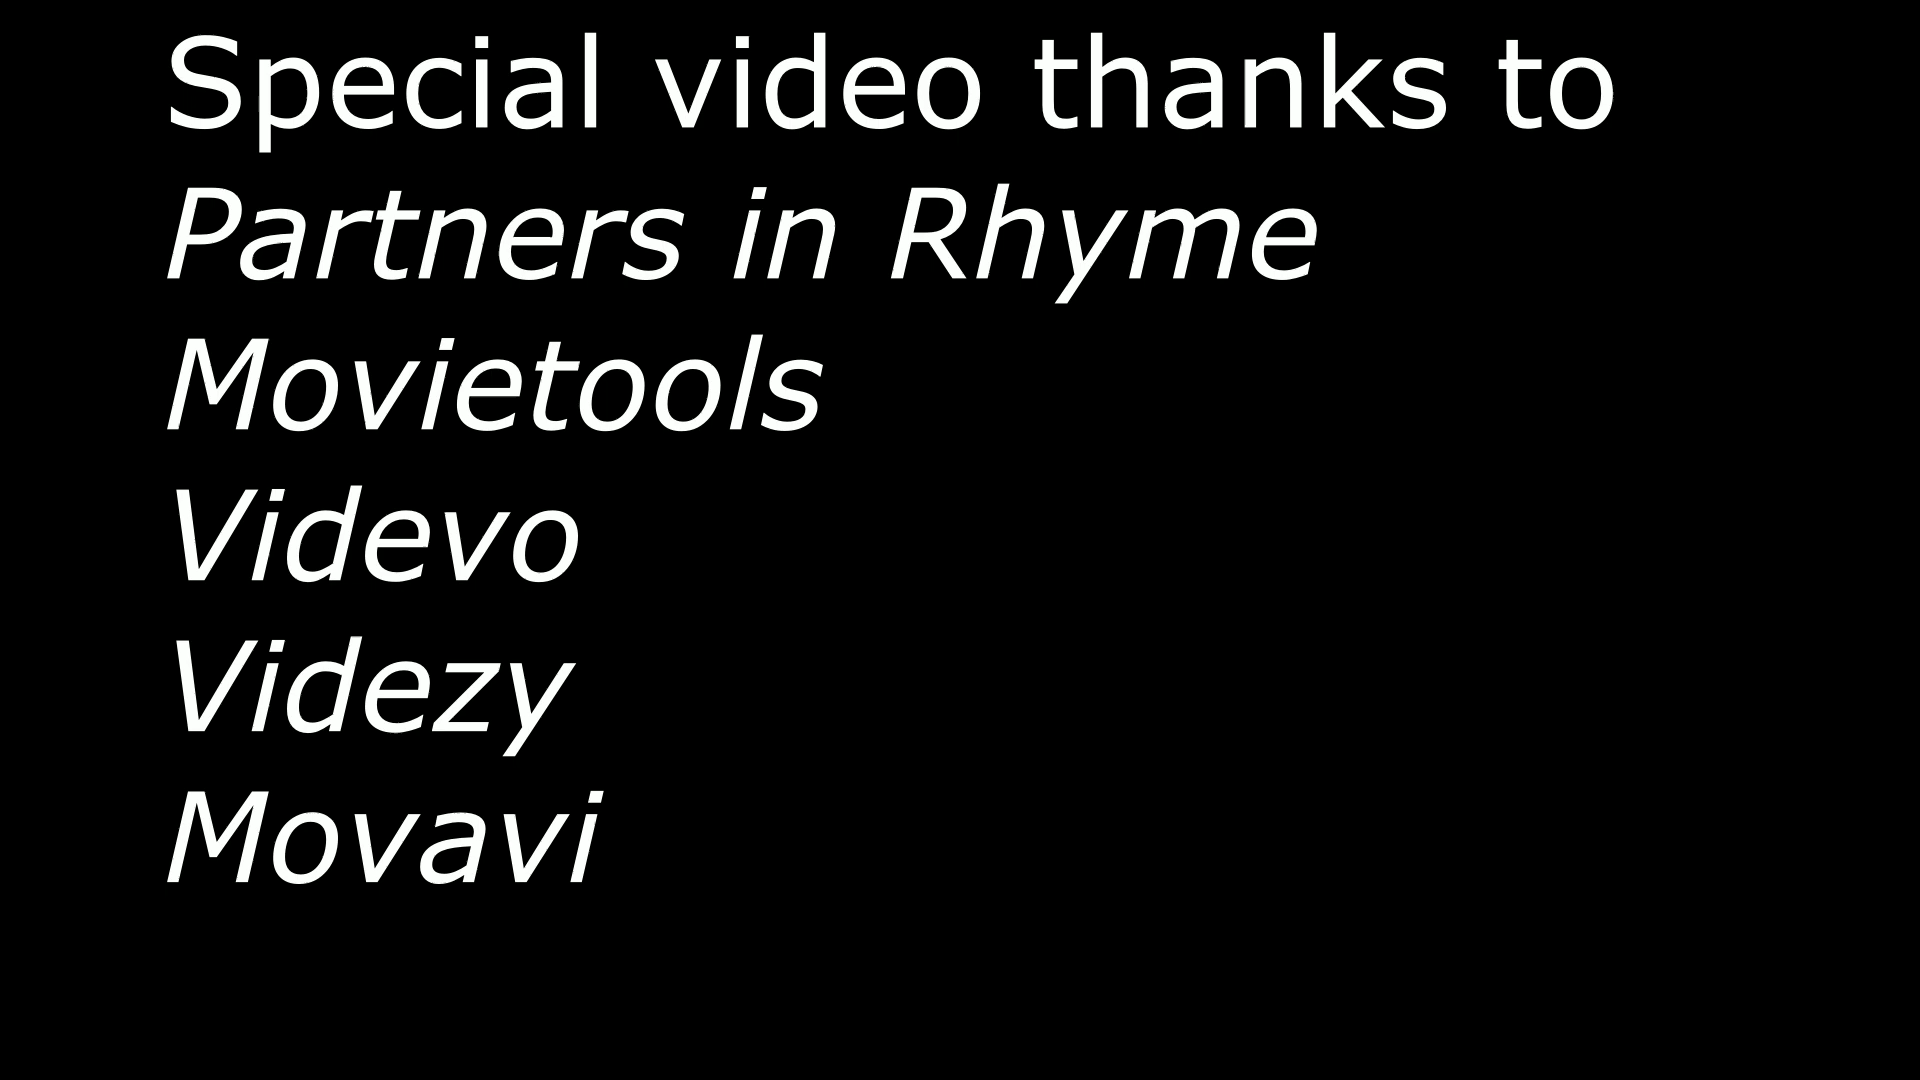 Special video thanks to
Partners in Rhyme
Movietools
Videvo
Videzy
Movavi